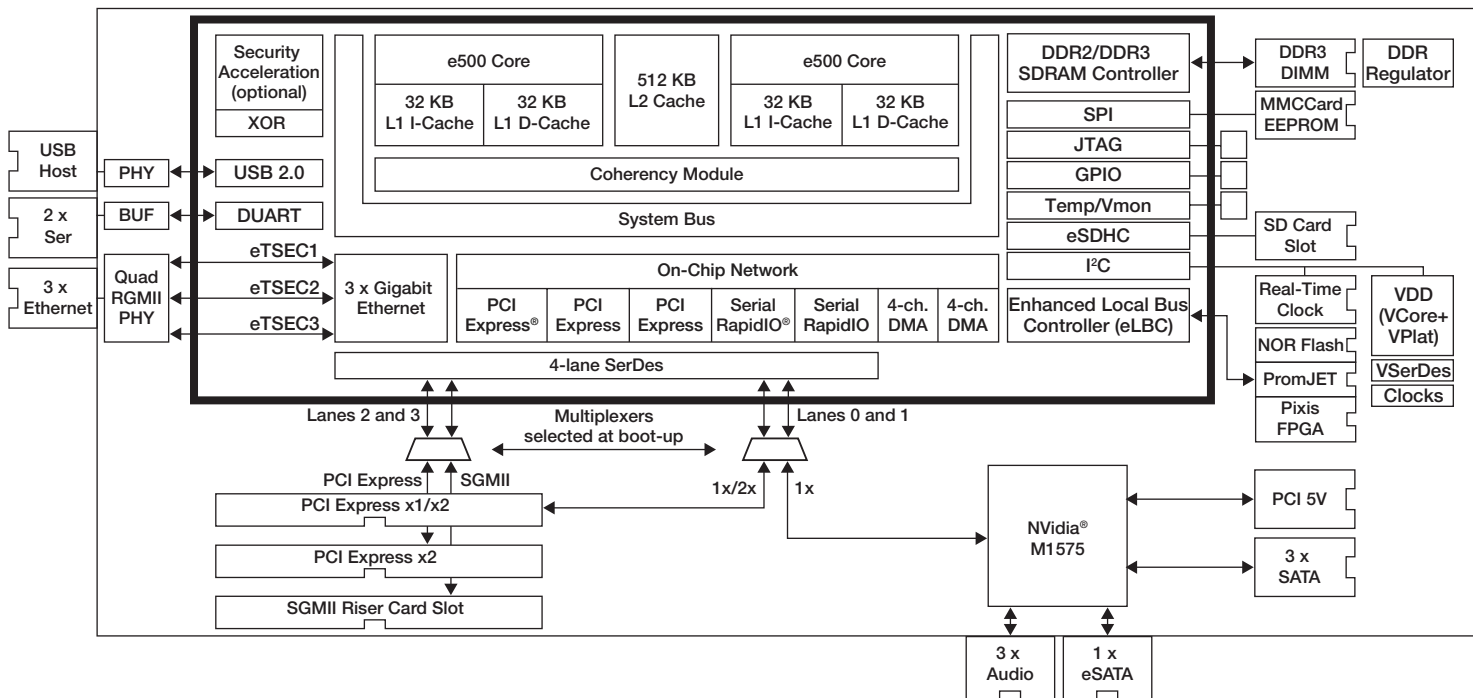 Security
Acceleration
(optional)
XOR
e500 Core
32 KB
L1 I-Cache
32 KB
L1 D-Cache
512 KB
L2 Cache
e500 Core
32 KB
L1 I-Cache
32 KB
L1 D-Cache
Coherency Module
System Bus
DDR2/DDR3
SDRAM Controller
SPI
JTAG
GPIO
Temp/Vmon
eSDHC
I²C
Enhanced Local Bus
Controller (eLBC)
DDR3
DIMM
DDR
Regulator
MMCCard
EEPROM
SD Card
Slot
Real-Time
Clock
NOR Flash
PromJET
Pixis
FPGA
VDD
(VCore+
VPlat)
VSerDes
Clocks
USB
Host
PHY
USB 2.0
2 x
Ser
BUF
DUART
3 x
Ethernet
Quad
RGMII
PHY
eTSEC1
eTSEC2
eTSEC3
3 x Gigabit
Ethernet
On-Chip Network
PCI
Express®
PCI
Express
PCI
Express
Serial
RapidIO®
Serial
RapidIO
4-ch.
DMA
4-ch.
DMA
4-lane SerDes
Lanes 2 and 3
Multiplexers
selected at boot-up
Lanes 0 and 1
PCI Express
SGMII
1x/2x
1x
PCI Express x1/x2
PCI Express x2
SGMII Riser Card Slot
NVidia®
M1575
PCI 5V
3 x
SATA
3 x
Audio
1 x
eSATA